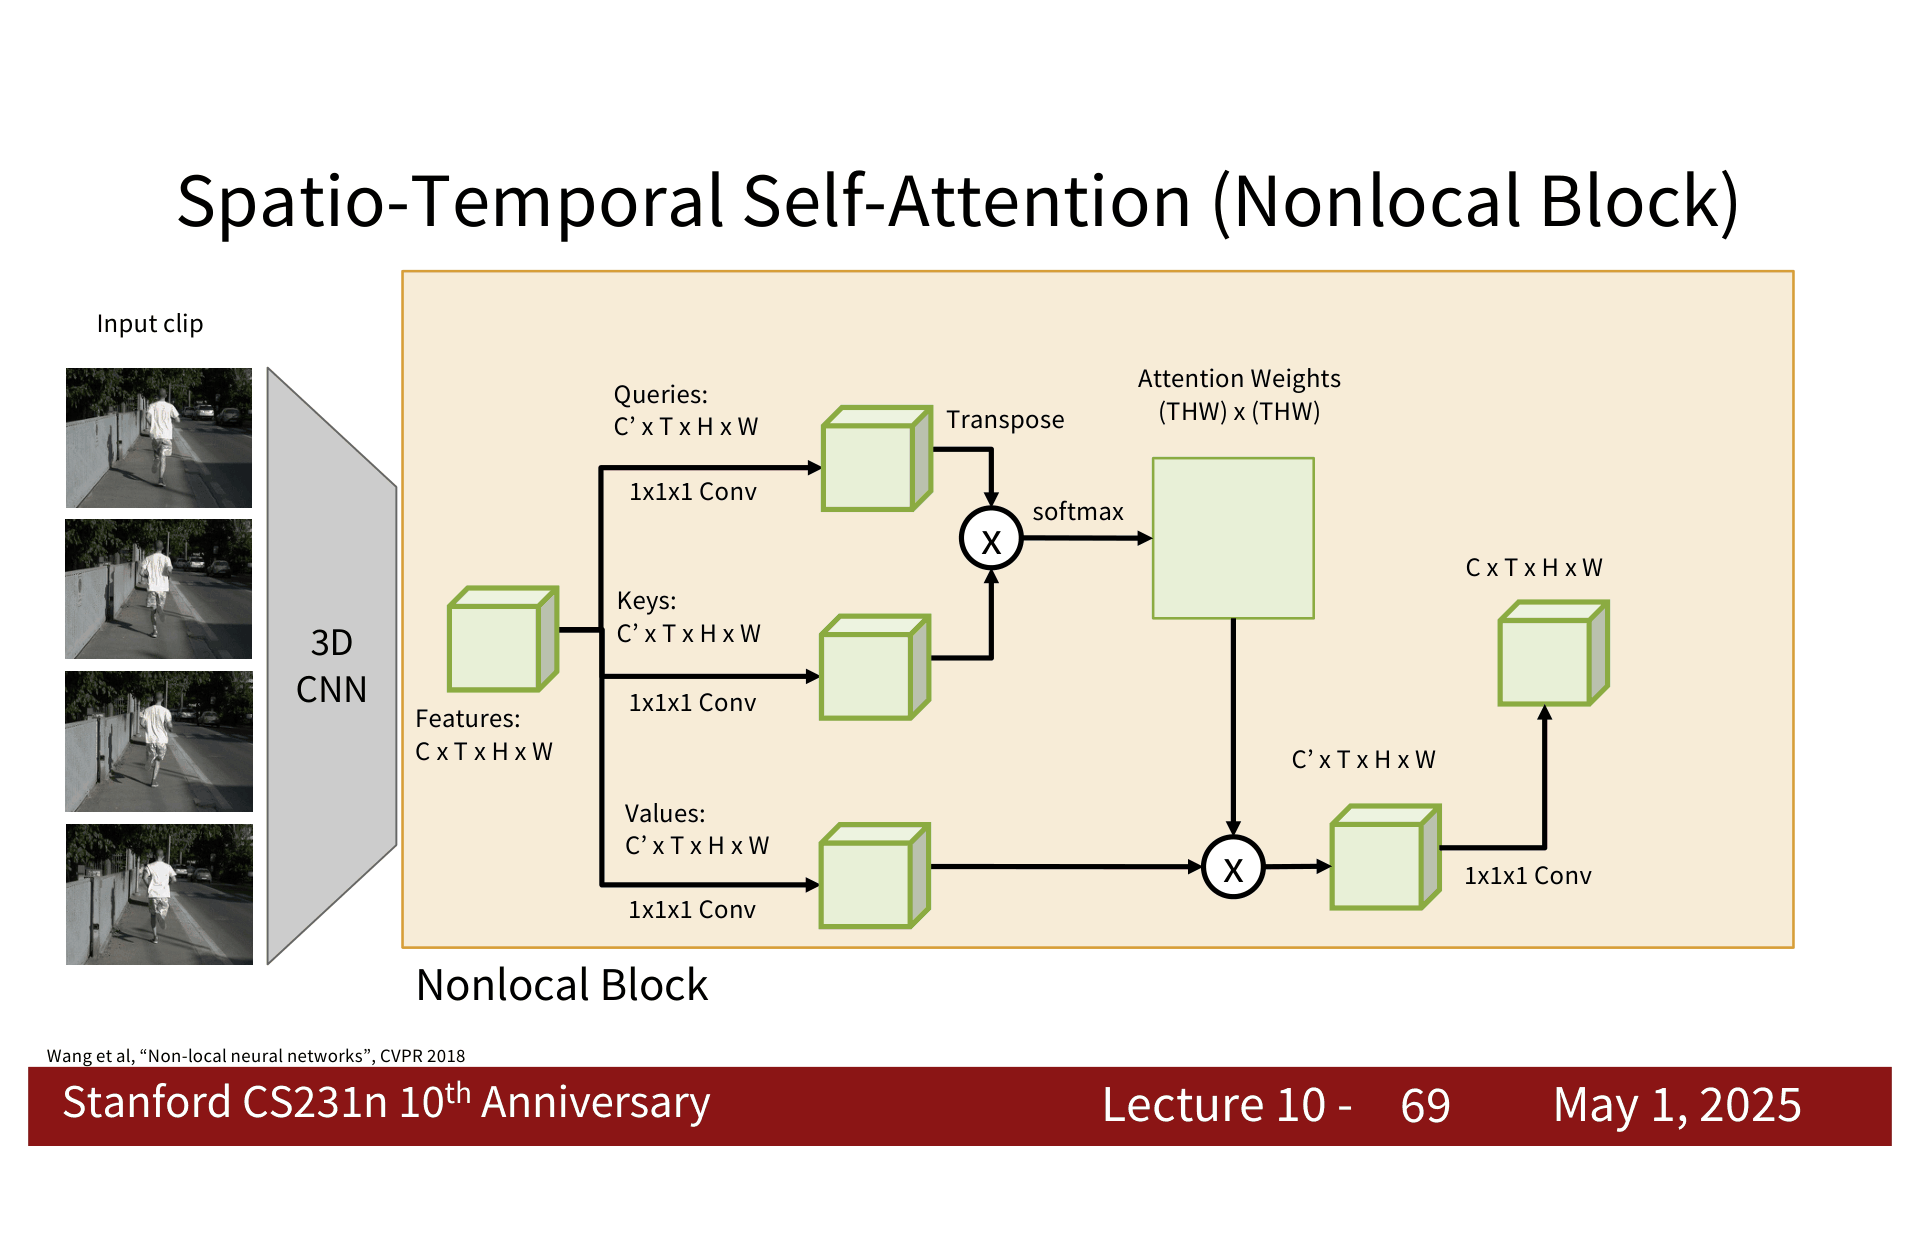 Spatio-Temporal Self-Attention (Nonlocal Block)
Input clip
3D
CNN
Features:
C x T x H x W
Queries:
C’ x T x H x W
1x1x1 Conv
Keys:
C’ x T x H x W
1x1x1 Conv
Values:
C’ x T x H x W
1x1x1 Conv
Transpose
x
softmax
Attention Weights
(THW) x (THW)
x
C’ x T x H x W
1x1x1 Conv
C x T x H x W
Nonlocal Block
Wang et al, “Non-local neural networks”, CVPR 2018
Stanford CS231n 10th Anniversary
Lecture 10 - 69
May 1, 2025